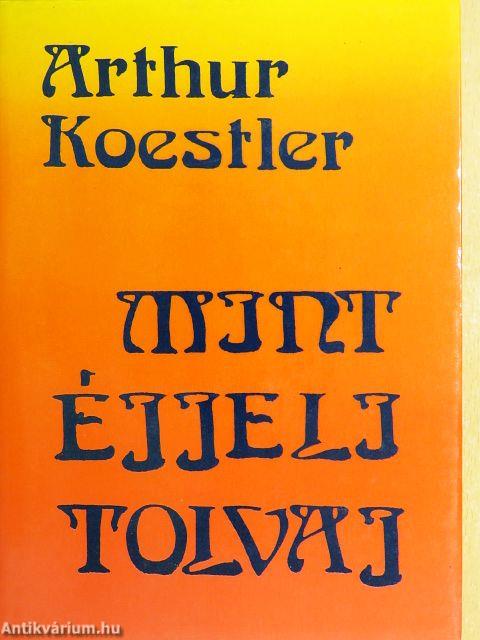 Arthur
Koestler
MINT
ÉJJELI
TOLVAJ
Antikvárium.hu